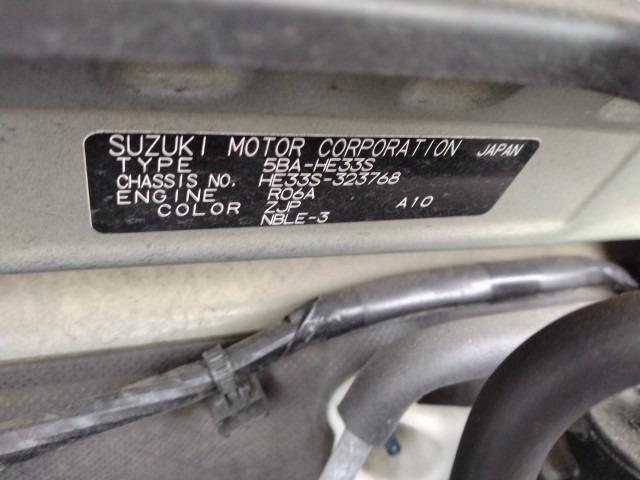 SUZUKI MOTOR CORPORATION JAPAN
TYPE 5BA-HE33S
CHASSIS NO. HE33S-323768
ENGINE R06A A10
COLOR ZJP
NBLE-3